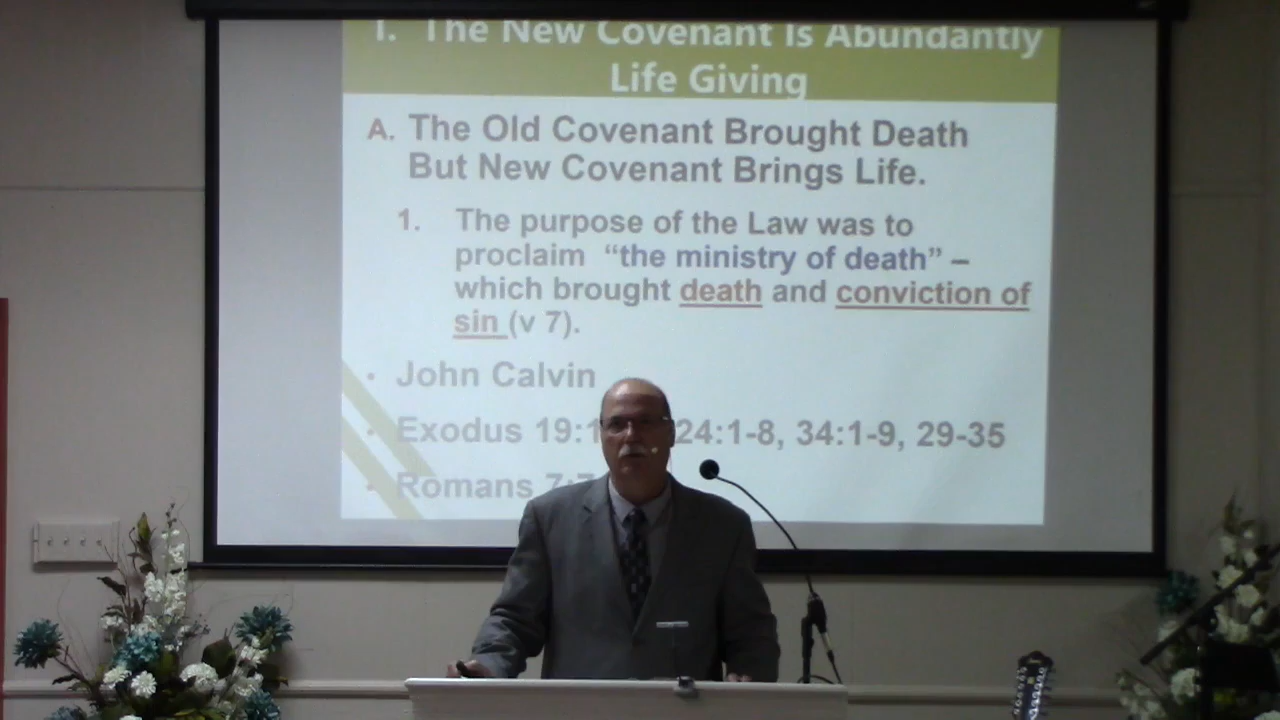 I. The New Covenant Is Abundantly
Life Giving
A. The Old Covenant Brought Death
But New Covenant Brings Life.
1. The purpose of the Law was to
proclaim “the ministry of death” –
which brought death and conviction of
sin (v 7).
• John Calvin
• Exodus 19:1 24:1-8, 34:1-9, 29-35
• Romans